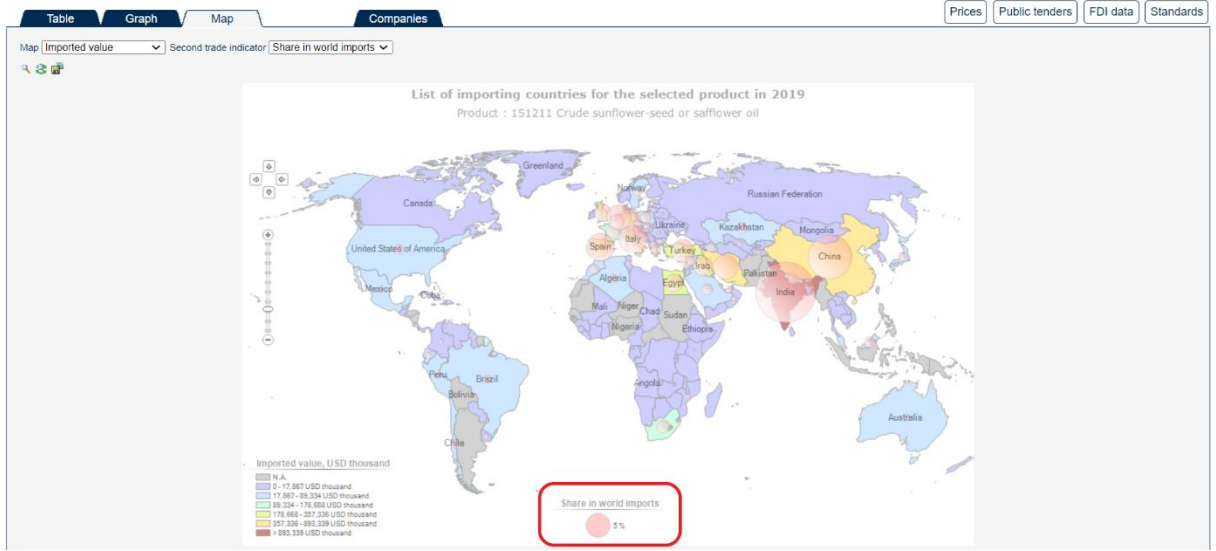 Table Graph Map Companies Prices Public tenders FDI data Standards
Map Imported value Second trade indicator Share in world imports
List of importing countries for the selected product in 2019
Product : 151211 Crude sunflower-seed or safflower oil
Greenland
Norway
Russian Federation
Canada
Ukraine
Kazakhstan
Mongolia
United States of America
Spain
Italy
Turkey
China
Iraq
Pakistan
Algeria
Egypt
India
Mexico
Cuba
Mali
Niger
Chad
Sudan
Nigeria
Ethiopia
Peru
Brazil
Angola
Bolivia
Australia
Chile
Imported value, USD thousand
N.A.
0 - 17,867 USD thousand
17,867 - 89,334 USD thousand
89,334 - 178,668 USD thousand
178,668 - 357,336 USD thousand
357,336 - 893,339 USD thousand
> 893,339 USD thousand
Share in world imports
5 %